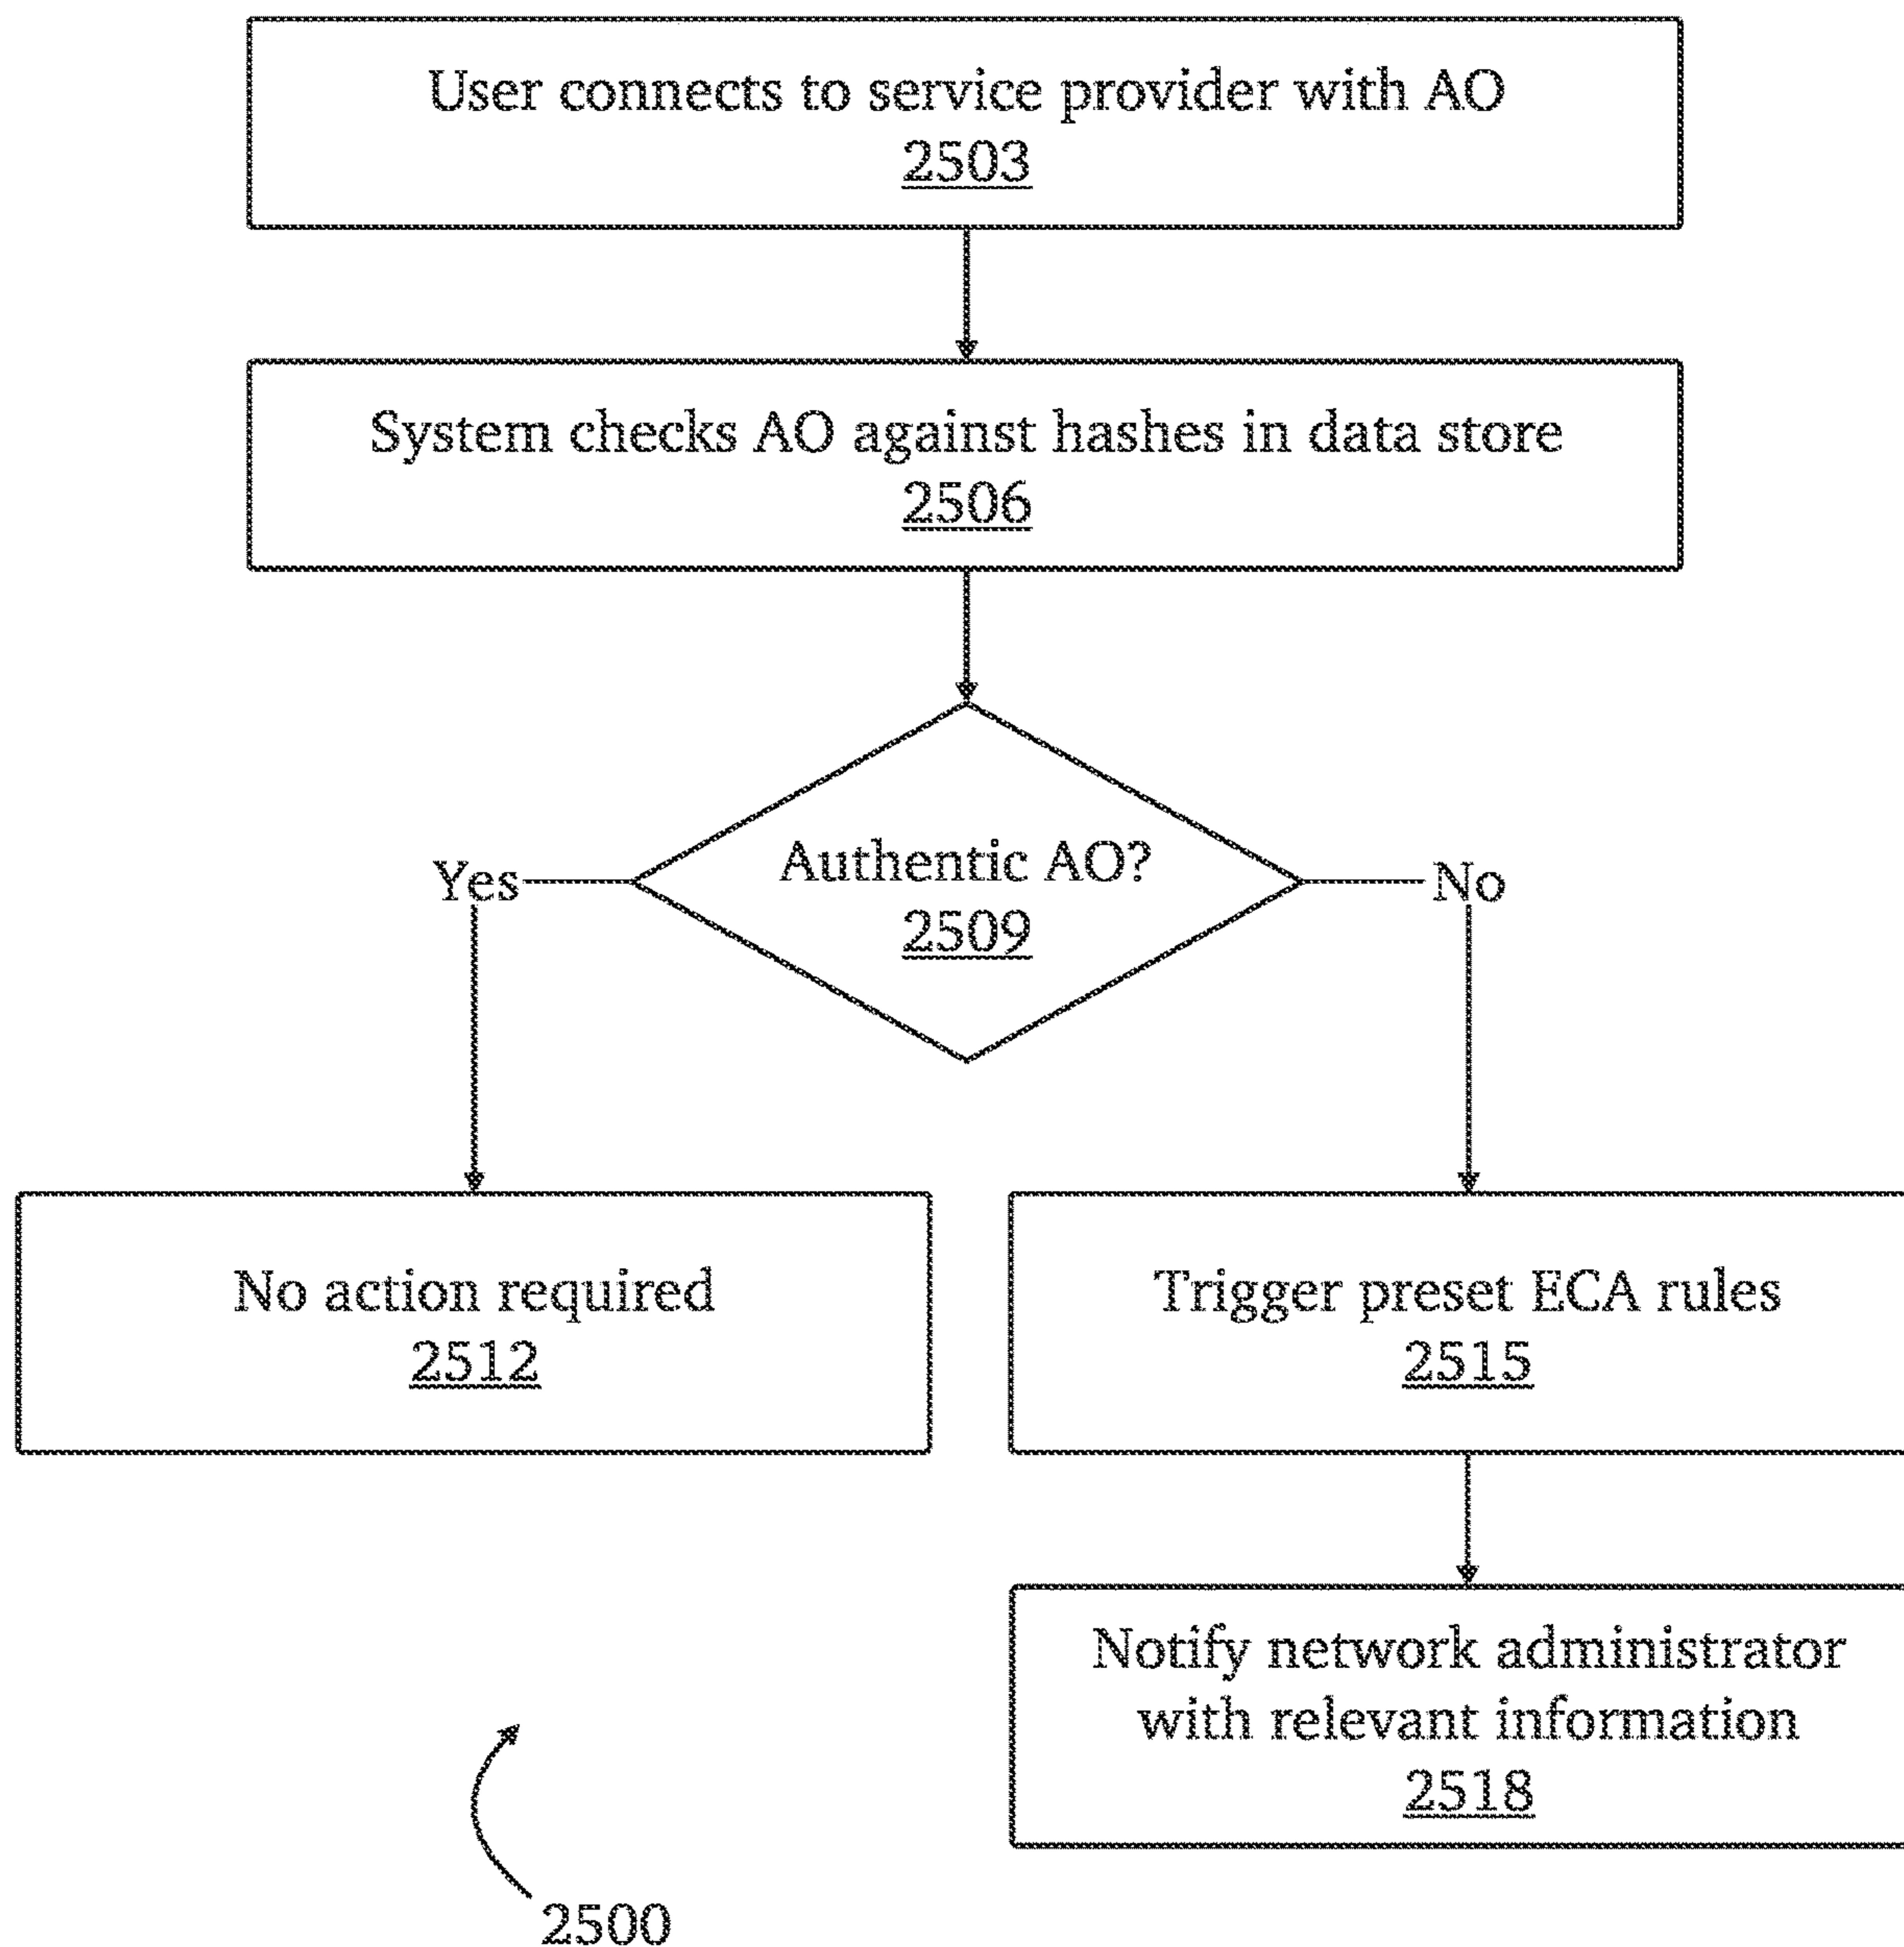 User connects to service provider with AO
2503
System checks AO against hashes in data store
2506
Authentic AO?
2509
Yes
No
No action required
2512
Trigger preset ECA rules
2515
Notify network administrator
with relevant information
2518
2500